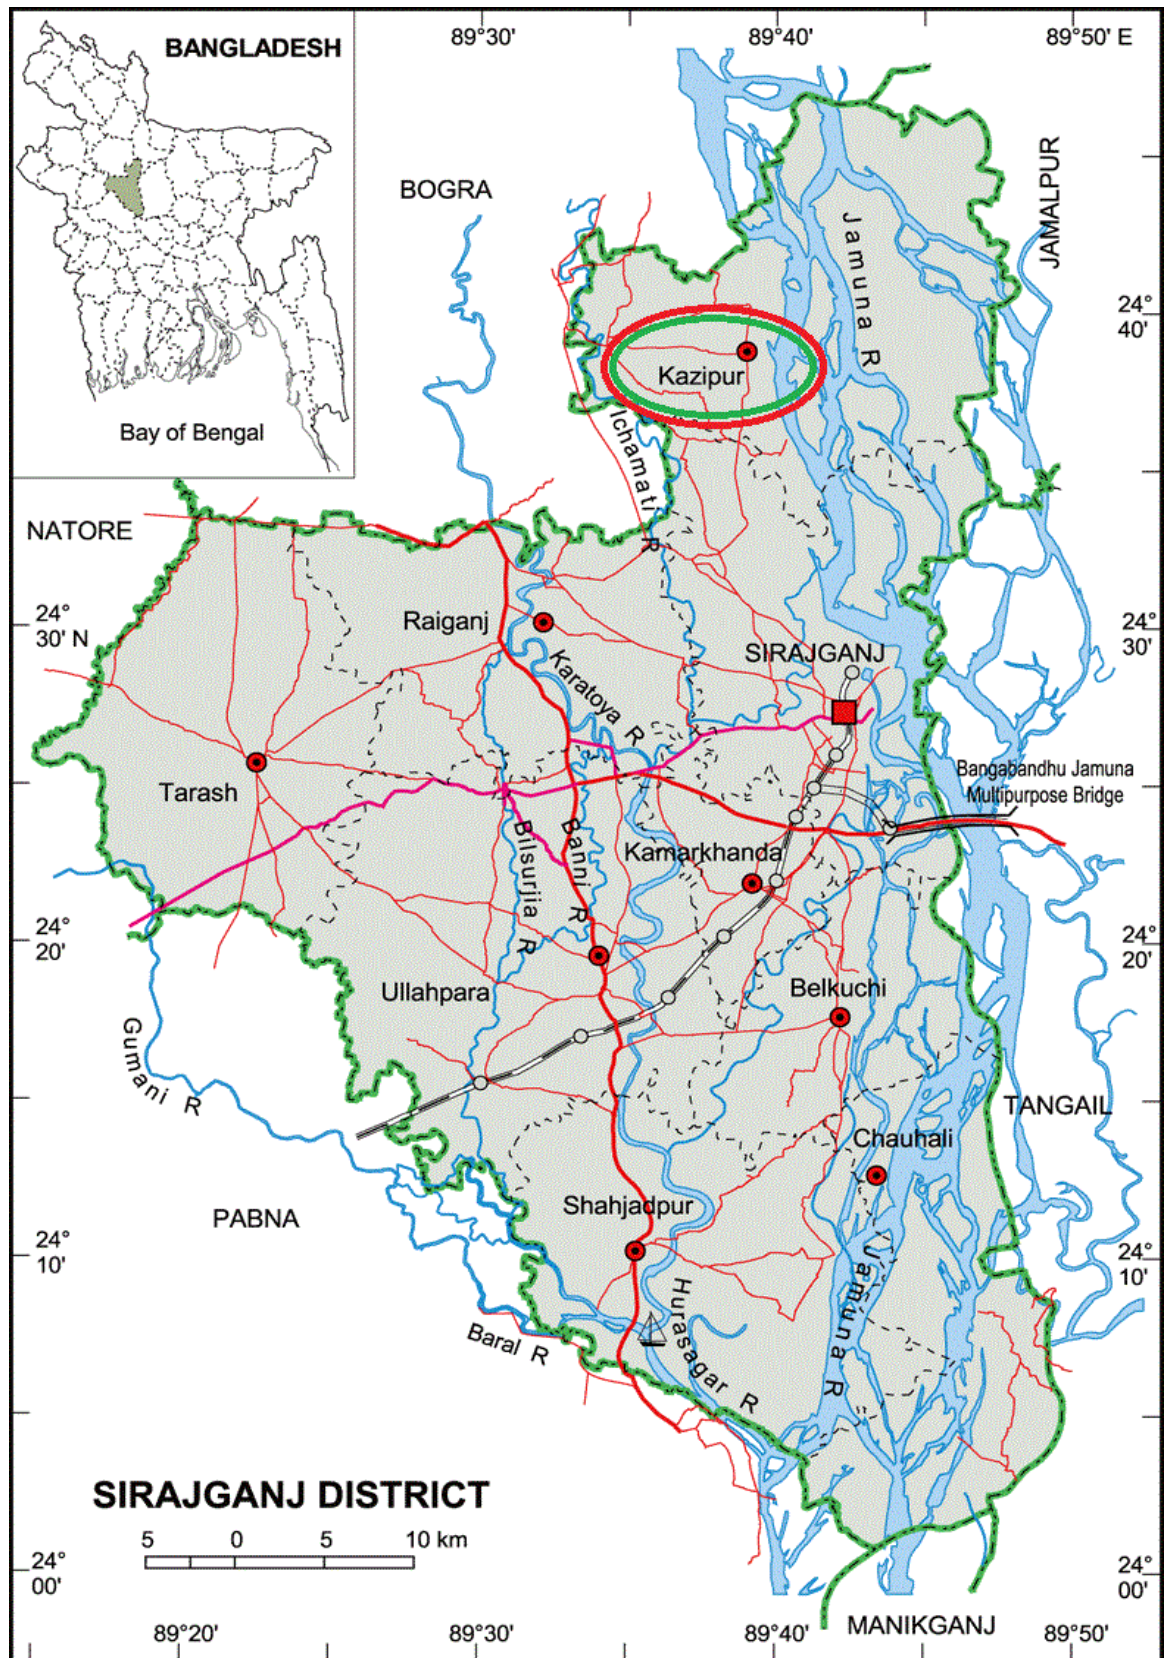 89°30'
89°40'
89°50' E
BANGLADESH
Bay of Bengal
BOGRA
JAMALPUR
Jamuna R
24°
40'
Kazipur
Ichamati R
NATORE
24°
30' N
24°
30'
Raiganj
SIRAJGANJ
Karatoya R
Tarash
Bangabandhu Jamuna
Multipurpose Bridge
Kamarkhanda
Bilsurjia R
Banni R
24°
20'
24°
20'
Ullahpara
Belkuchi
Gumani R
TANGAIL
Chauhali
Shahjadpur
PABNA
24°
10'
24°
10'
Jamuna R
Hurasagar R
Baral R
SIRAJGANJ DISTRICT
5 0 5 10 km
24°
00'
24°
00'
MANIKGANJ
89°20'
89°30'
89°40'
89°50'